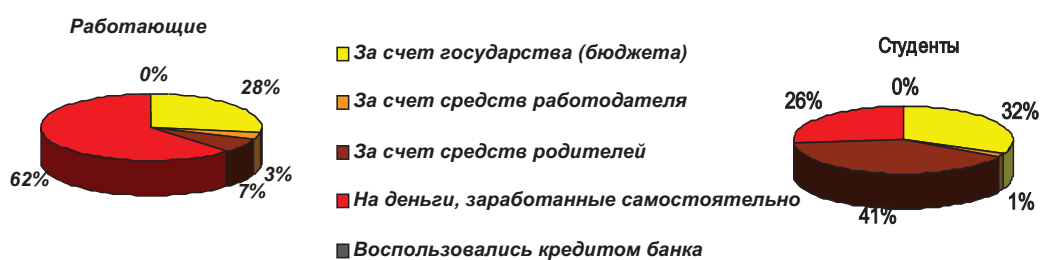 Работающие
0%
28%
3%
7%
62%
За счет государства (бюджета)
За счет средств работодателя
За счет средств родителей
На деньги, заработанные самостоятельно
Воспользовались кредитом банка
Студенты
0%
26%
32%
1%
41%